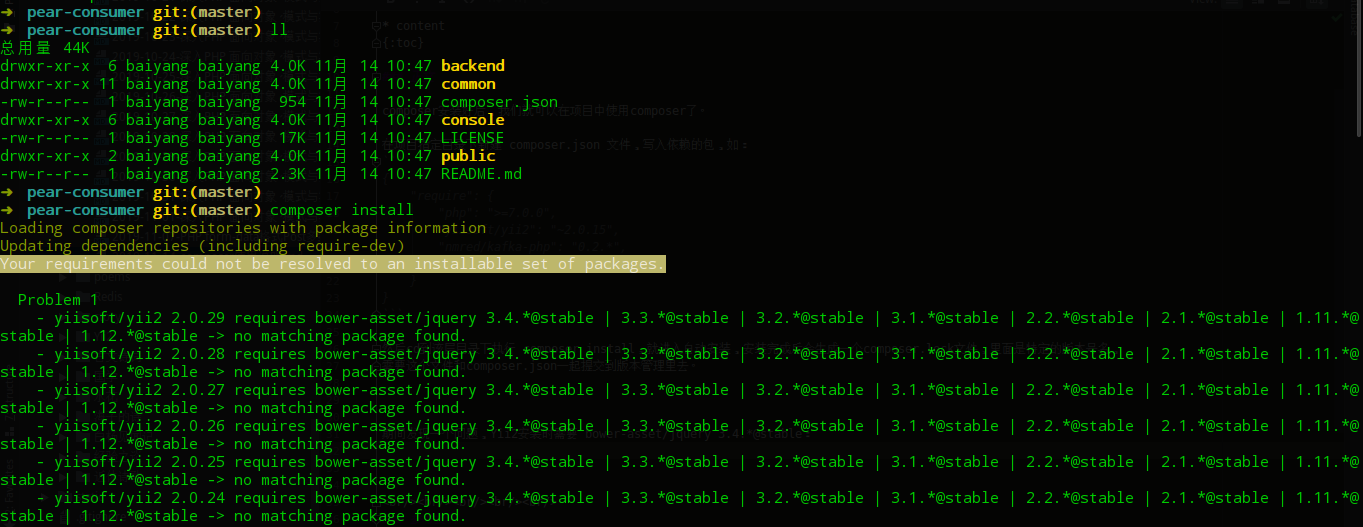 ➜ pear-consumer git:(master)
➜ pear-consumer git:(master) ll
总用量 44K
drwxr-xr-x 6 baiyang baiyang 4.0K 11月 14 10:47 backend
drwxr-xr-x 11 baiyang baiyang 4.0K 11月 14 10:47 common
-rw-r--r-- 1 baiyang baiyang 954 11月 14 10:47 composer.json
drwxr-xr-x 6 baiyang baiyang 4.0K 11月 14 10:47 console
-rw-r--r-- 1 baiyang baiyang 17K 11月 14 10:47 LICENSE
drwxr-xr-x 2 baiyang baiyang 4.0K 11月 14 10:47 public
-rw-r--r-- 1 baiyang baiyang 2.3K 11月 14 10:47 README.md
➜ pear-consumer git:(master)
➜ pear-consumer git:(master) composer install
Loading composer repositories with package information
Updating dependencies (including require-dev)
Your requirements could not be resolved to an installable set of packages.
Problem 1
- yiisoft/yii2 2.0.29 requires bower-asset/jquery 3.4.*@stable | 3.3.*@stable | 3.2.*@stable | 3.1.*@stable | 2.2.*@stable | 2.1.*@stable | 1.11.*@
stable | 1.12.*@stable -> no matching package found.
- yiisoft/yii2 2.0.28 requires bower-asset/jquery 3.4.*@stable | 3.3.*@stable | 3.2.*@stable | 3.1.*@stable | 2.2.*@stable | 2.1.*@stable | 1.11.*@
stable | 1.12.*@stable -> no matching package found.
- yiisoft/yii2 2.0.27 requires bower-asset/jquery 3.4.*@stable | 3.3.*@stable | 3.2.*@stable | 3.1.*@stable | 2.2.*@stable | 2.1.*@stable | 1.11.*@
stable | 1.12.*@stable -> no matching package found.
- yiisoft/yii2 2.0.26 requires bower-asset/jquery 3.4.*@stable | 3.3.*@stable | 3.2.*@stable | 3.1.*@stable | 2.2.*@stable | 2.1.*@stable | 1.11.*@
stable | 1.12.*@stable -> no matching package found.
- yiisoft/yii2 2.0.25 requires bower-asset/jquery 3.4.*@stable | 3.3.*@stable | 3.2.*@stable | 3.1.*@stable | 2.2.*@stable | 2.1.*@stable | 1.11.*@
stable | 1.12.*@stable -> no matching package found.
- yiisoft/yii2 2.0.24 requires bower-asset/jquery 3.4.*@stable | 3.3.*@stable | 3.2.*@stable | 3.1.*@stable | 2.2.*@stable | 2.1.*@stable | 1.11.*@
stable | 1.12.*@stable -> no matching package found.